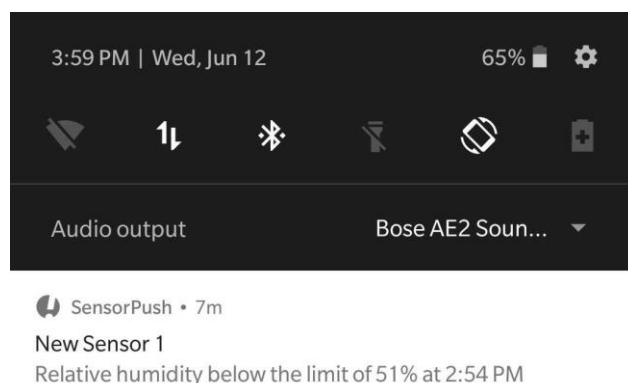 3:59 PM | Wed, Jun 12 65%
Audio output Bose AE2 Soun...
SensorPush • 7m
New Sensor 1
Relative humidity below the limit of 51% at 2:54 PM